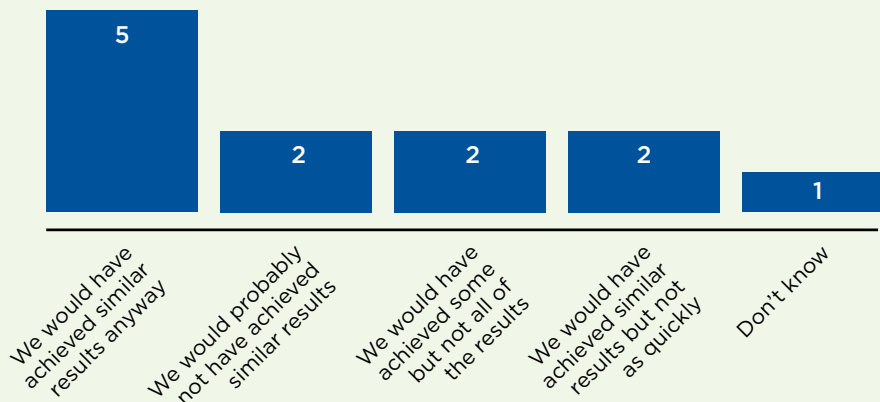 5
2
2
2
1
We would have
achieved similar
results anyway
We would probably
not have achieved
similar results
We would have
achieved some
but not all of
the results
We would have
achieved similar
results but not
as quickly
Don't know